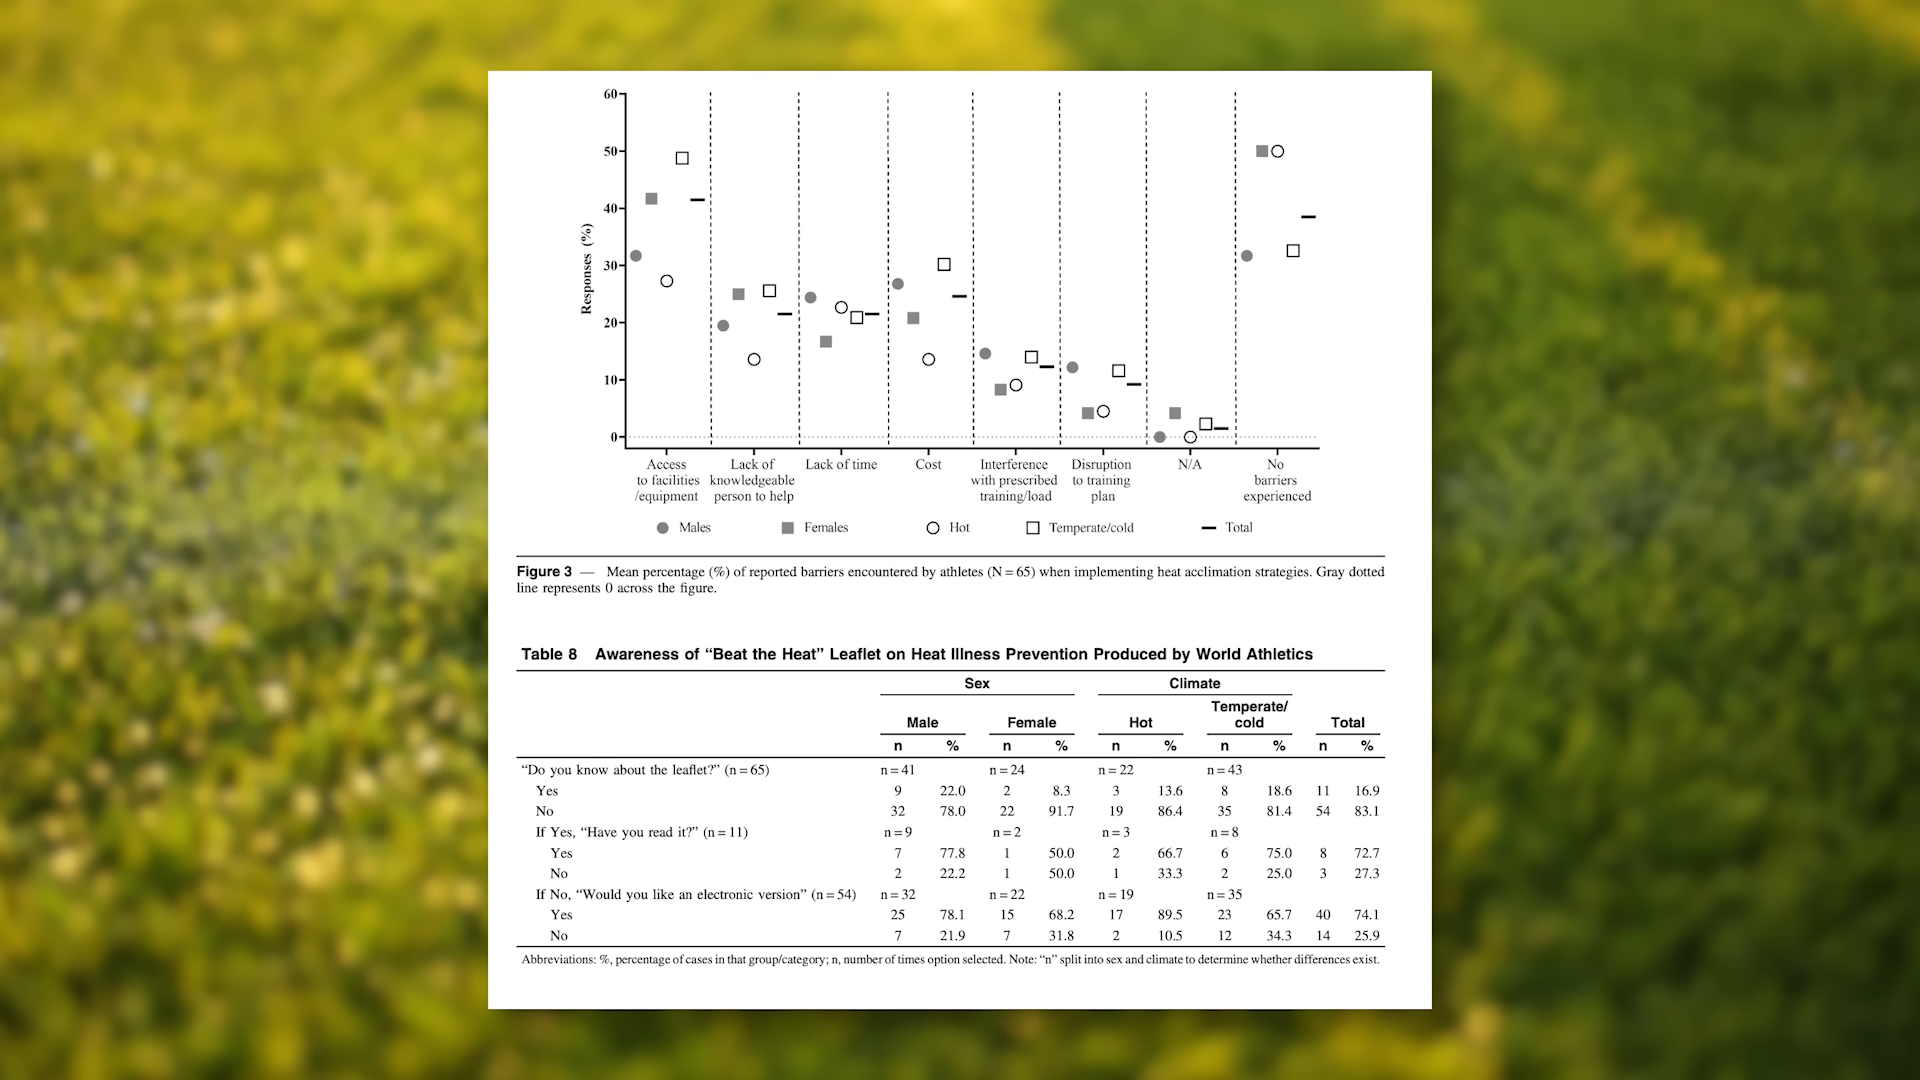 60
50
40
30
20
10
0
Responses (%)
Access to facilities /equipment
Lack of knowledgeable person to help
Lack of time
Cost
Interference with prescribed training/load
Disruption to training plan
N/A
No barriers experienced
Males Females Hot Temperate/cold Total
Figure 3 — Mean percentage (%) of reported barriers encountered by athletes (N = 65) when implementing heat acclimation strategies. Gray dotted
line represents 0 across the figure.
Table 8 Awareness of “Beat the Heat” Leaflet on Heat Illness Prevention Produced by World Athletics
Sex Climate
Male Female Hot Temperate/cold Total
n % n % n % n % n %
“Do you know about the leaflet?” (n = 65) n = 41 n = 24 n = 22 n = 43
Yes 9 22.0 2 8.3 3 13.6 8 18.6 11 16.9
No 32 78.0 22 91.7 19 86.4 35 81.4 54 83.1
If Yes, “Have you read it?” (n = 11) n = 9 n = 2 n = 3 n = 8
Yes 7 77.8 1 50.0 2 66.7 6 75.0 8 72.7
No 2 22.2 1 50.0 1 33.3 2 25.0 3 27.3
If No, “Would you like an electronic version” (n = 54) n = 32 n = 22 n = 19 n = 35
Yes 25 78.1 15 68.2 17 89.5 23 65.7 40 74.1
No 7 21.9 7 31.8 2 10.5 12 34.3 14 25.9
Abbreviations: %, percentage of cases in that group/category; n, number of times option selected. Note: “n” split into sex and climate to determine whether differences exist.